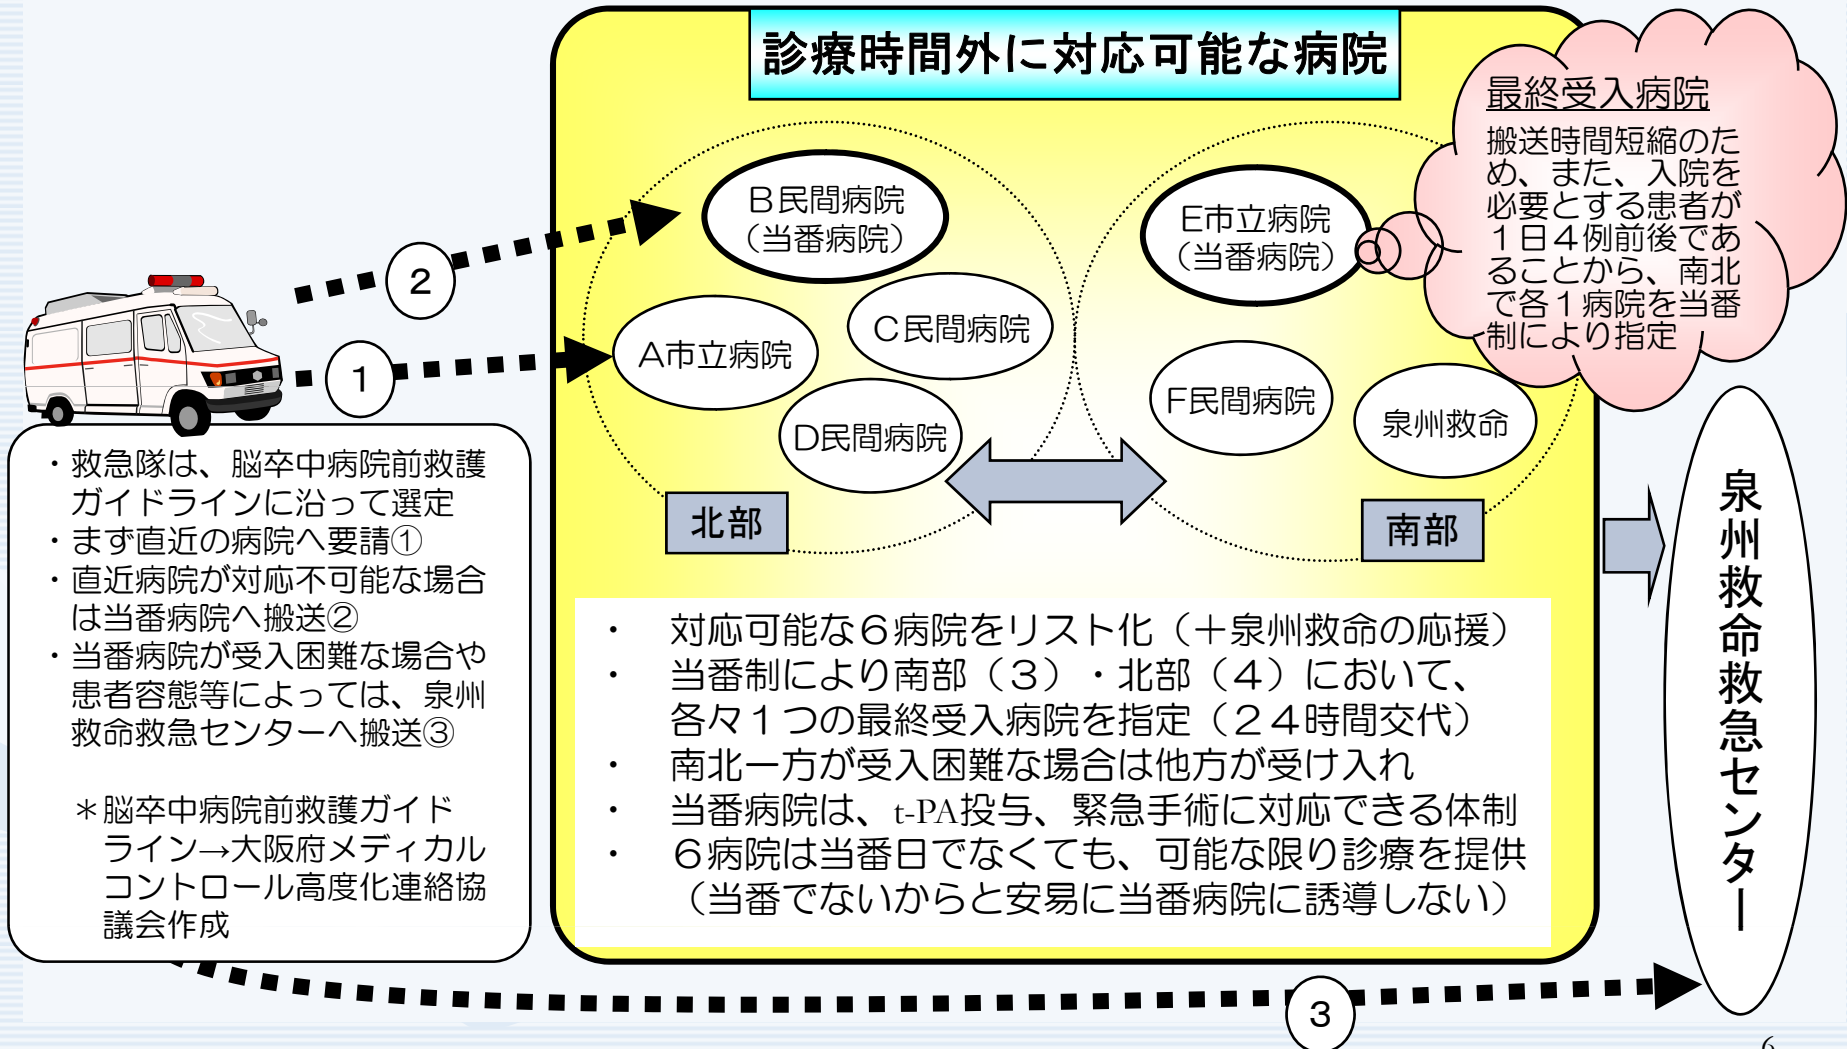 診療時間外に対応可能な病院
最終受入病院
搬送時間短縮のた
め、また、入院を
必要とする患者が
１日４例前後であ
ることから、南北
で各１病院を当番
制により指定
B民間病院
（当番病院）
E市立病院
（当番病院）
C民間病院
A市立病院
D民間病院
F民間病院
泉州救命
北部
南部
2
1
・救急隊は、脳卒中病院前救護
ガイドラインに沿って選定
・まず直近の病院へ要請①
・直近病院が対応不可能な場合
は当番病院へ搬送②
・当番病院が受入困難な場合や
患者容態等によっては、泉州
救命救急センターへ搬送③
＊脳卒中病院前救護ガイド
ライン→大阪府メディカル
コントロール高度化連絡協
議会作成
・ 対応可能な６病院をリスト化（＋泉州救命の応援）
・ 当番制により南部（３）・北部（４）において、
各々１つの最終受入病院を指定（２４時間交代）
・ 南北一方が受入困難な場合は他方が受け入れ
・ 当番病院は、t-PA投与、緊急手術に対応できる体制
・ ６病院は当番日でなくても、可能な限り診療を提供
（当番でないからと安易に当番病院に誘導しない）
泉州救命救急センター
3
6